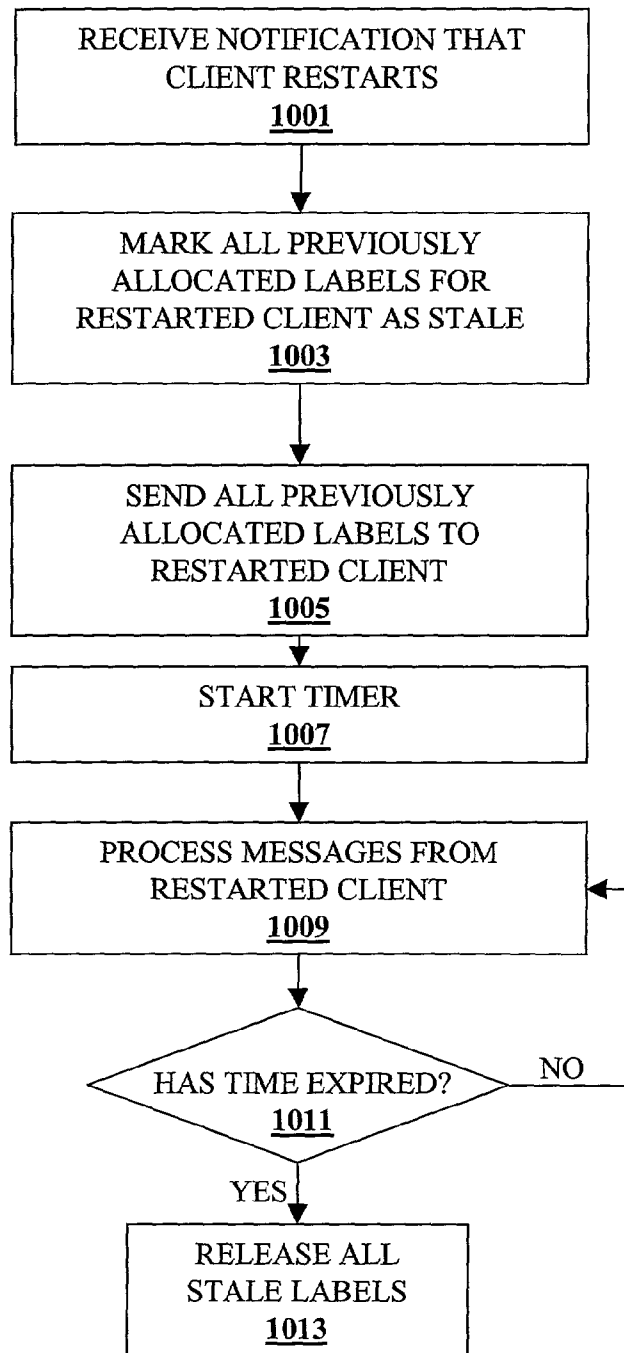 RECEIVE NOTIFICATION THAT
CLIENT RESTARTS
1001
MARK ALL PREVIOUSLY
ALLOCATED LABELS FOR
RESTARTED CLIENT AS STALE
1003
SEND ALL PREVIOUSLY
ALLOCATED LABELS TO
RESTARTED CLIENT
1005
START TIMER
1007
PROCESS MESSAGES FROM
RESTARTED CLIENT
1009
HAS TIME EXPIRED?
1011
NO
YES
RELEASE ALL
STALE LABELS
1013